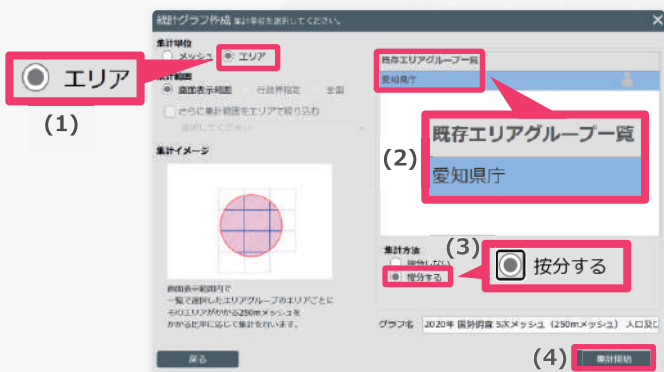 統計グラフ作成 集計単位を選択してください。
集計単位
メッシュ エリア
エリア
(1)
集計範囲
画面表示範囲 行政界指定 全国
さらに集計範囲をエリアで絞り込む
選択してください
集計イメージ
画面表示範囲内で
一覧で選択したエリアグループのエリアごとに
そのエリアがかかる250mメッシュを
かかる比率に応じて集計を行います。
戻る
既存エリアグループ一覧
愛知県庁
(2)
既存エリアグループ一覧
愛知県庁
集計方法
(3)
按分しない
按分する
按分する
グラフ名 2020年 国勢調査 5次メッシュ（250mメッシュ） 人口及び
(4)
集計開始